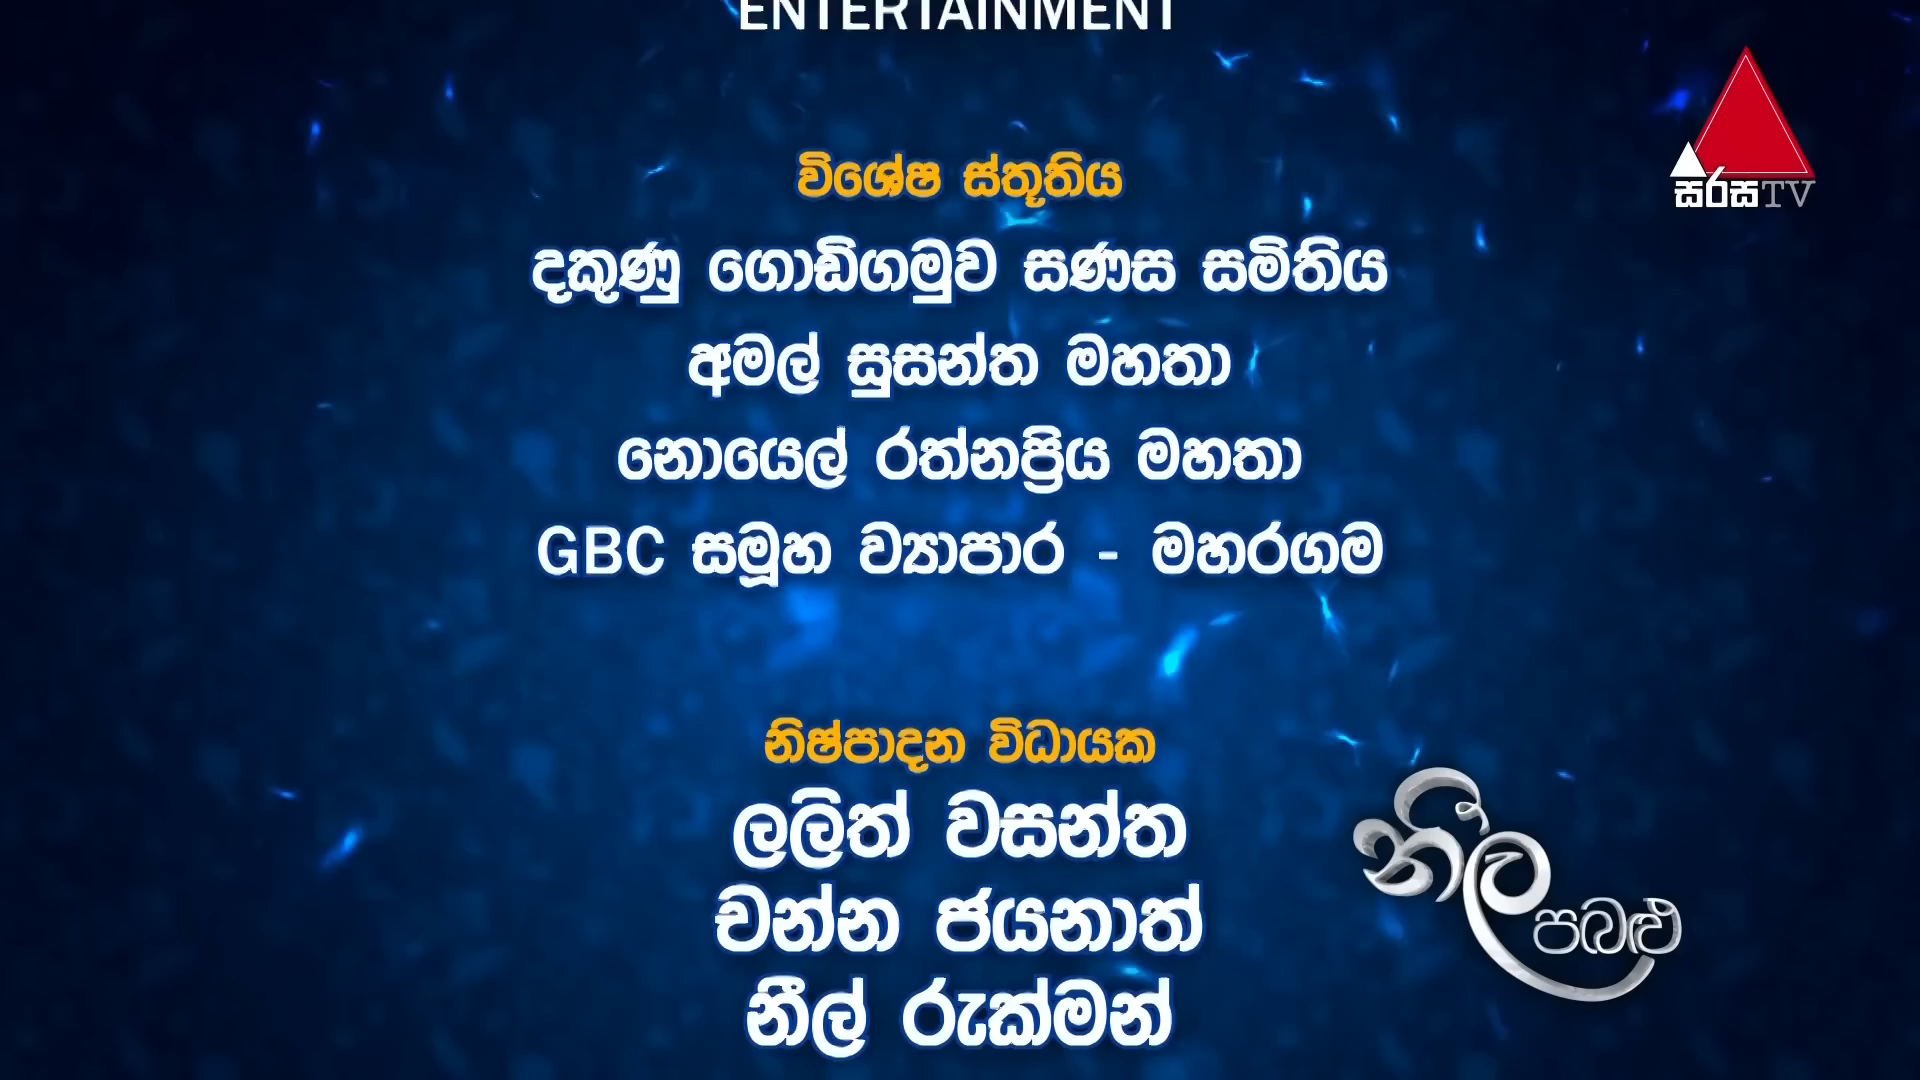 ENTERTAINMENT
විශේෂ ස්තූතිය
දකුණු ගොඩිගමුව සණස සමිතිය
අමල් සුසන්ත මහතා
නොයෙල් රත්නප්‍රිය මහතා
GBC සමූහ ව්‍යාපාර - මහරගම
නිෂ්පාදන විධායක
ලලිත් වසන්ත
චන්න ජයනාත්
නීල් රුක්මන්
සිරස TV
නීල
පබළු